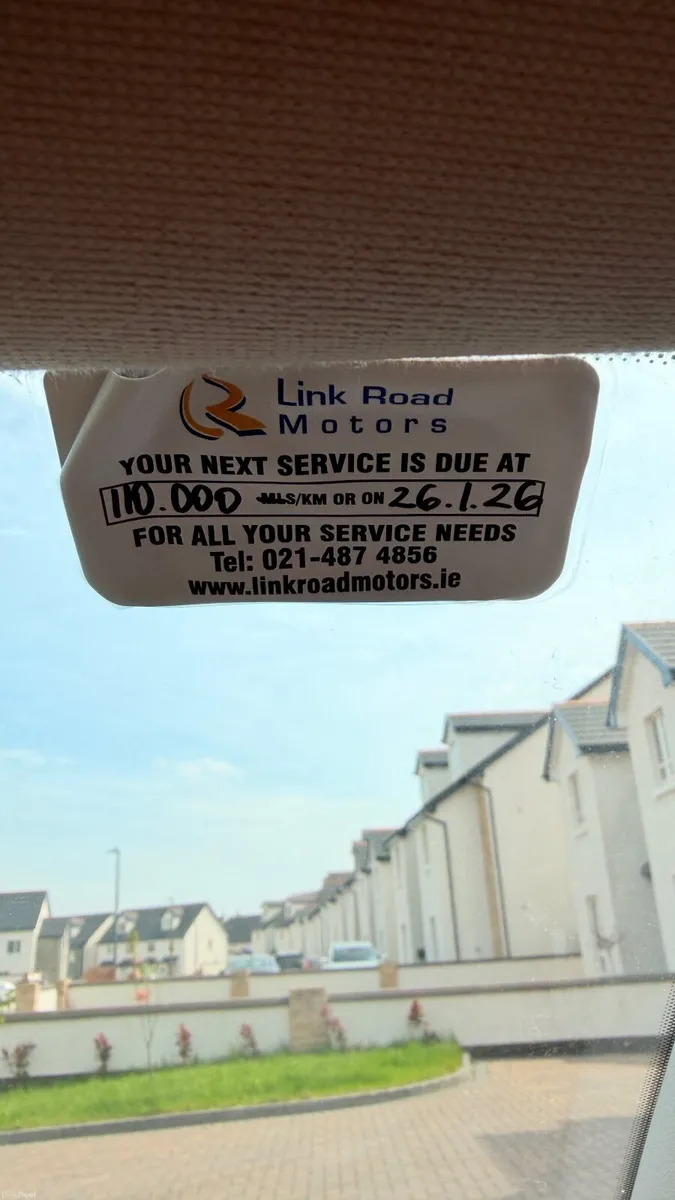 Link Road
Motors
YOUR NEXT SERVICE IS DUE AT
110.000 MLS/KM OR ON 26.1.26
FOR ALL YOUR SERVICE NEEDS
Tel: 021-487 4856
www.linkroadmotors.ie